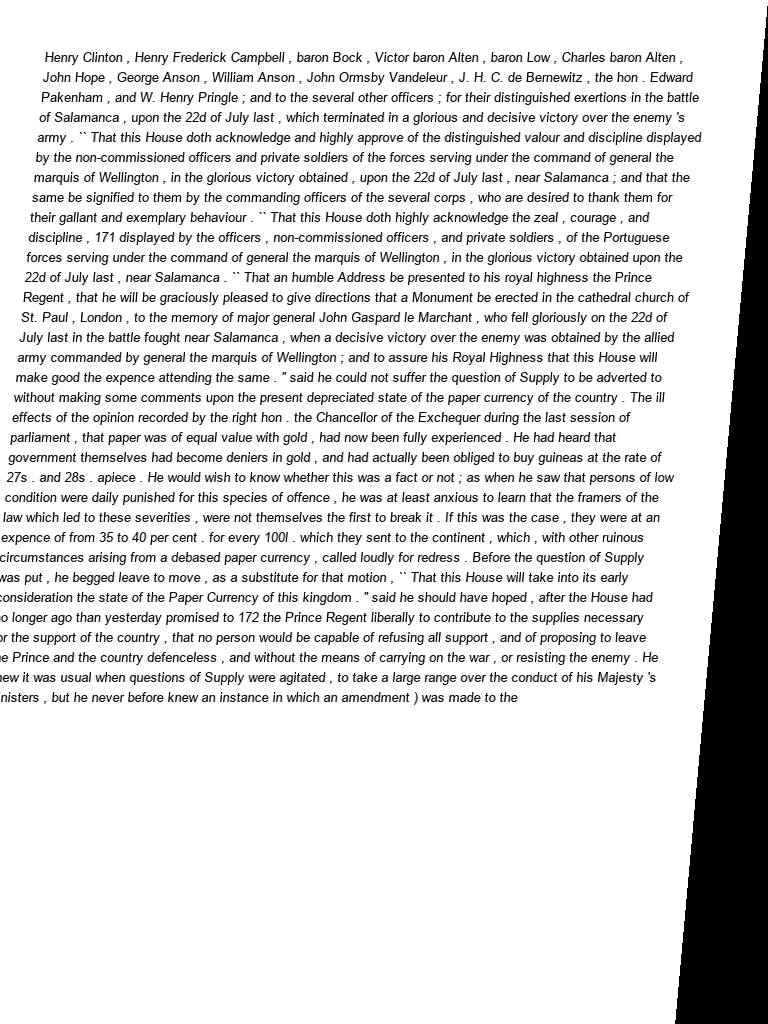 Henry Clinton , Henry Frederick Campbell , baron Bock , Victor baron Alten , baron Low , Charles baron Alten ,
John Hope , George Anson , William Anson , John Ormsby Vandeleur , J. H. C. de Bernewitz , the hon . Edward
Pakenham , and W. Henry Pringle ; and to the several other officers ; for their distinguished exertions in the battle
of Salamanca , upon the 22d of July last , which terminated in a glorious and decisive victory over the enemy 's
army . `` That this House doth acknowledge and highly approve of the distinguished valour and discipline displayed
by the non-commissioned officers and private soldiers of the forces serving under the command of general the
marquis of Wellington , in the glorious victory obtained , upon the 22d of July last , near Salamanca ; and that the
same be signified to them by the commanding officers of the several corps , who are desired to thank them for
their gallant and exemplary behaviour . `` That this House doth highly acknowledge the zeal , courage , and
discipline , 171 displayed by the officers , non-commissioned officers , and private soldiers , of the Portuguese
forces serving under the command of general the marquis of Wellington , in the glorious victory obtained upon the
22d of July last , near Salamanca . `` That an humble Address be presented to his royal highness the Prince
Regent , that he will be graciously pleased to give directions that a Monument be erected in the cathedral church of
St. Paul , London , to the memory of major general John Gaspard le Marchant , who fell gloriously on the 22d of
July last in the battle fought near Salamanca , when a decisive victory over the enemy was obtained by the allied
army commanded by general the marquis of Wellington ; and to assure his Royal Highness that this House will
make good the expence attending the same . " said he could not suffer the question of Supply to be adverted to
without making some comments upon the present depreciated state of the paper currency of the country . The ill
effects of the opinion recorded by the right hon . the Chancellor of the Exchequer during the last session of
parliament , that paper was of equal value with gold , had now been fully experienced . He had heard that
government themselves had become deniers in gold , and had actually been obliged to buy guineas at the rate of
27s . and 28s . apiece . He would wish to know whether this was a fact or not ; as when he saw that persons of low
condition were daily punished for this species of offence , he was at least anxious to learn that the framers of the
law which led to these severities , were not themselves the first to break it . If this was the case , they were at an
expence of from 35 to 40 per cent . for every 100l . which they sent to the continent , which , with other ruinous
circumstances arising from a debased paper currency , called loudly for redress . Before the question of Supply
was put , he begged leave to move , as a substitute for that motion , `` That this House will take into its early
consideration the state of the Paper Currency of this kingdom . " said he should have hoped , after the House had
no longer ago than yesterday promised to 172 the Prince Regent liberally to contribute to the supplies necessary
for the support of the country , that no person would be capable of refusing all support , and of proposing to leave
the Prince and the country defenceless , and without the means of carrying on the war , or resisting the enemy . He
knew it was usual when questions of Supply were agitated , to take a large range over the conduct of his Majesty 's
ministers , but he never before knew an instance in which an amendment ) was made to the